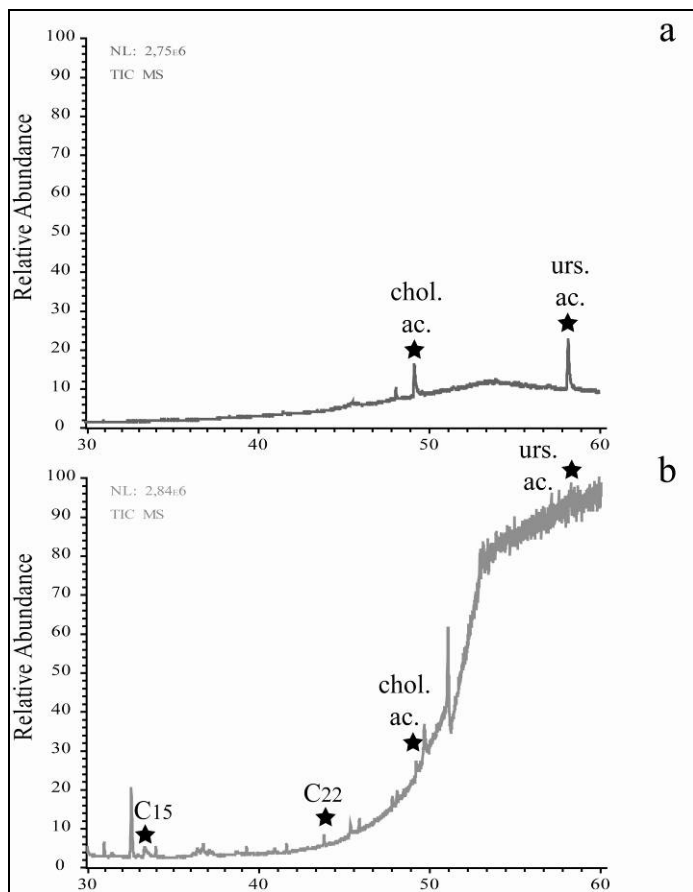 a
NL: 2,75E6
TIC MS
Relative Abundance
100
90
80
70
60
50
40
30
20
10
0
chol.
ac.
urs.
ac.
30 40 50 60
b
NL: 2,84E6
TIC MS
Relative Abundance
100
90
80
70
60
50
40
30
20
10
0
C15
C22
chol.
ac.
urs.
ac.
30 40 50 60